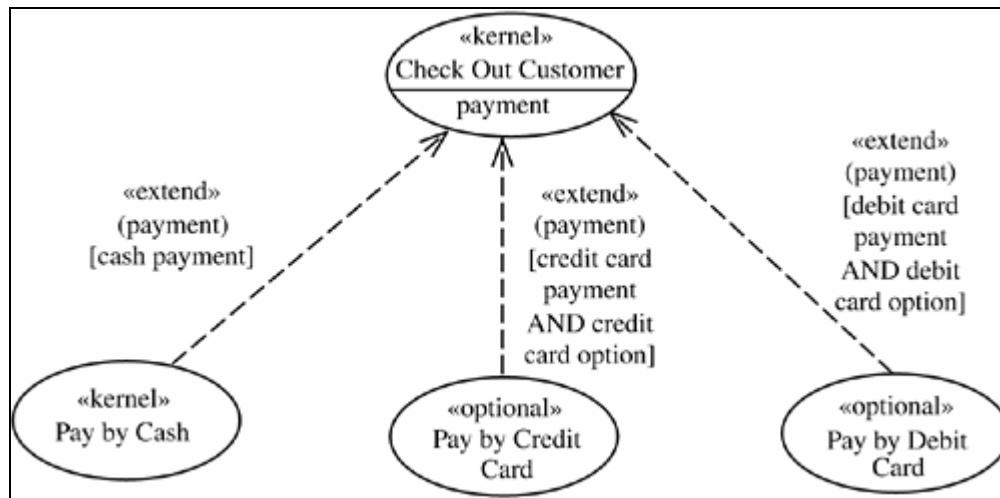 «kernel»
Check Out Customer
payment
«extend»
(payment)
[cash payment]
«extend»
(payment)
[credit card
payment
AND credit
card option]
«extend»
(payment)
[debit card
payment
AND debit
card option]
«kernel»
Pay by Cash
«optional»
Pay by Credit
Card
«optional»
Pay by Debit
Card